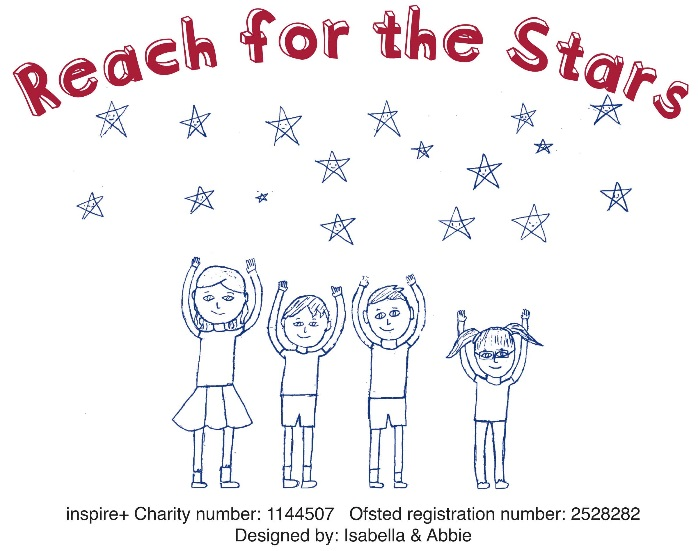 Reach for the Stars
inspire+ Charity number: 1144507 Ofsted registration number: 2528282
Designed by: Isabella & Abbie